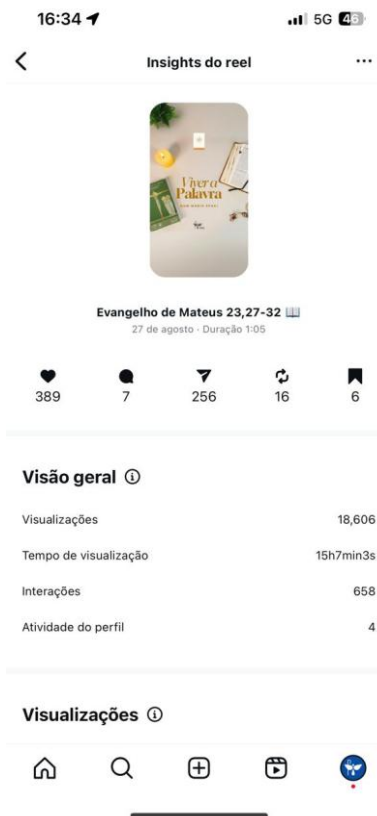 16:34
5G 46
Insights do reel
Viver a
Palavra
Evangelho de Mateus 23,27-32
27 de agosto · Duração 1:05
389 7 256 16 6
Visão geral
Visualizações 18,606
Tempo de visualização 15h7min3s
Interações 658
Atividade do perfil 4
Visualizações